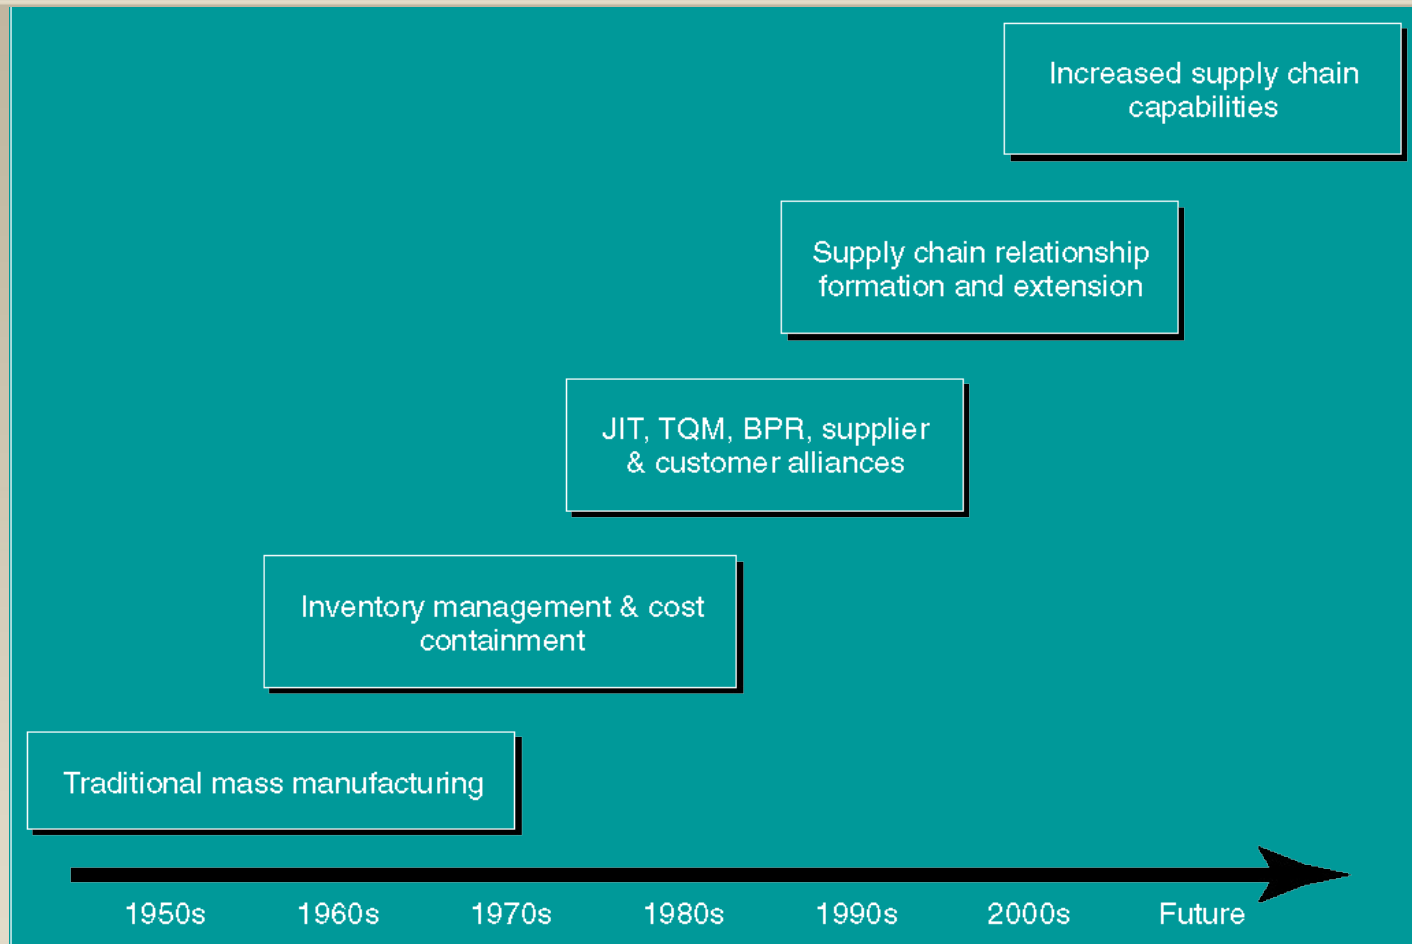 Increased supply chain
capabilities
Supply chain relationship
formation and extension
JIT, TQM, BPR, supplier
& customer alliances
Inventory management & cost
containment
Traditional mass manufacturing
1950s 1960s 1970s 1980s 1990s 2000s Future